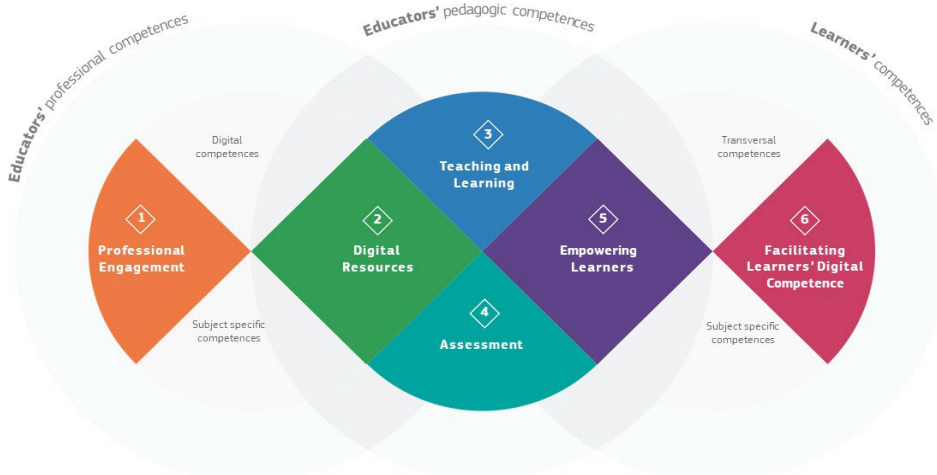 Educators' professional competences
Educators' pedagogic competences
Learners' competences
Digital
competences
Subject specific
competences
1
Professional
Engagement
2
Digital
Resources
3
Teaching and
Learning
4
Assessment
5
Empowering
Learners
Transversal
competences
Subject specific
competences
6
Facilitating
Learners' Digital
Competence